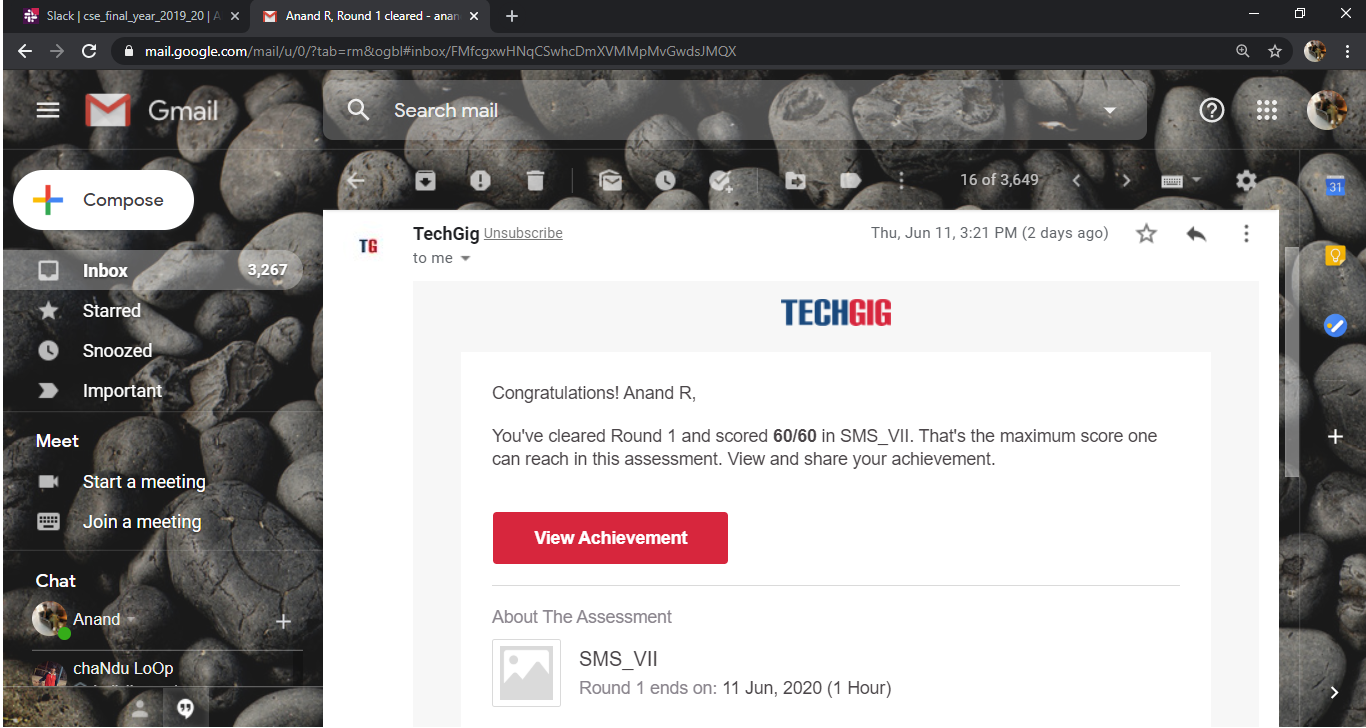 Slack | cse_final_year_2019_20 | A
Anand R, Round 1 cleared - anan
mail.google.com/mail/u/0/?tab=rm&ogbl#inbox/FMfcgxwHNqCSwhcDmXVMMpMvGwdsJMQX
Gmail
Search mail
Compose
16 of 3,649
31
TG
TechGig Unsubscribe
Thu, Jun 11, 3:21 PM (2 days ago)
to me
Inbox 3,267
Starred
Snoozed
Important
Meet
Start a meeting
Join a meeting
Chat
Anand
chaNdu LoOp
TECHGIG
Congratulations! Anand R,
You've cleared Round 1 and scored 60/60 in SMS_VII. That's the maximum score one
can reach in this assessment. View and share your achievement.
View Achievement
About The Assessment
SMS_VII
Round 1 ends on: 11 Jun, 2020 (1 Hour)